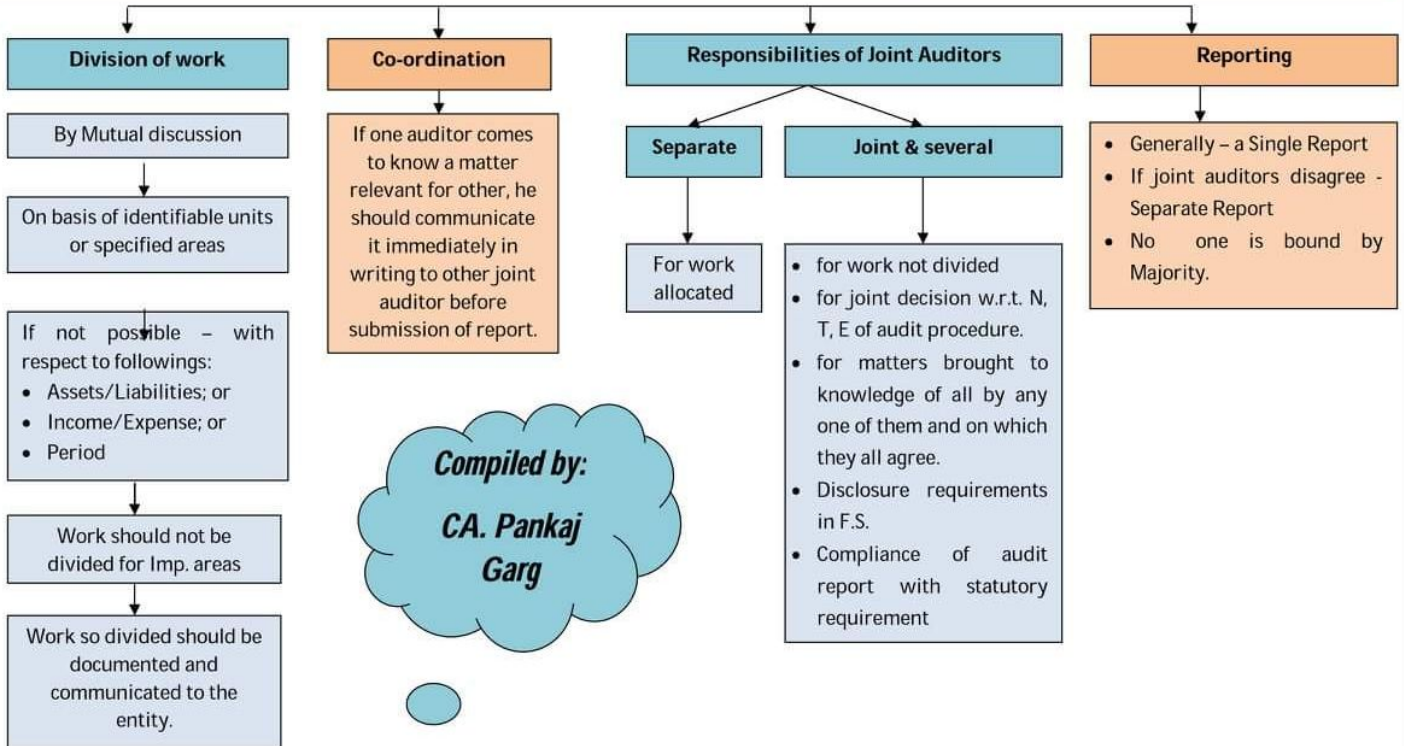 Division of work
By Mutual discussion
On basis of identifiable units
or specified areas
If not possible – with
respect to followings:
• Assets/Liabilities; or
• Income/Expense; or
• Period
Work should not be
divided for Imp. areas
Work so divided should be
documented and
communicated to the
entity.
Co-ordination
If one auditor comes
to know a matter
relevant for other, he
should communicate
it immediately in
writing to other joint
auditor before
submission of report.
Responsibilities of Joint Auditors
Separate
For work
allocated
Joint & several
• for work not divided
• for joint decision w.r.t. N,
T, E of audit procedure.
• for matters brought to
knowledge of all by any
one of them and on which
they all agree.
• Disclosure requirements
in F.S.
• Compliance of audit
report with statutory
requirement
Reporting
• Generally – a Single Report
• If joint auditors disagree -
Separate Report
• No one is bound by
Majority.
Compiled by:
CA. Pankaj
Garg